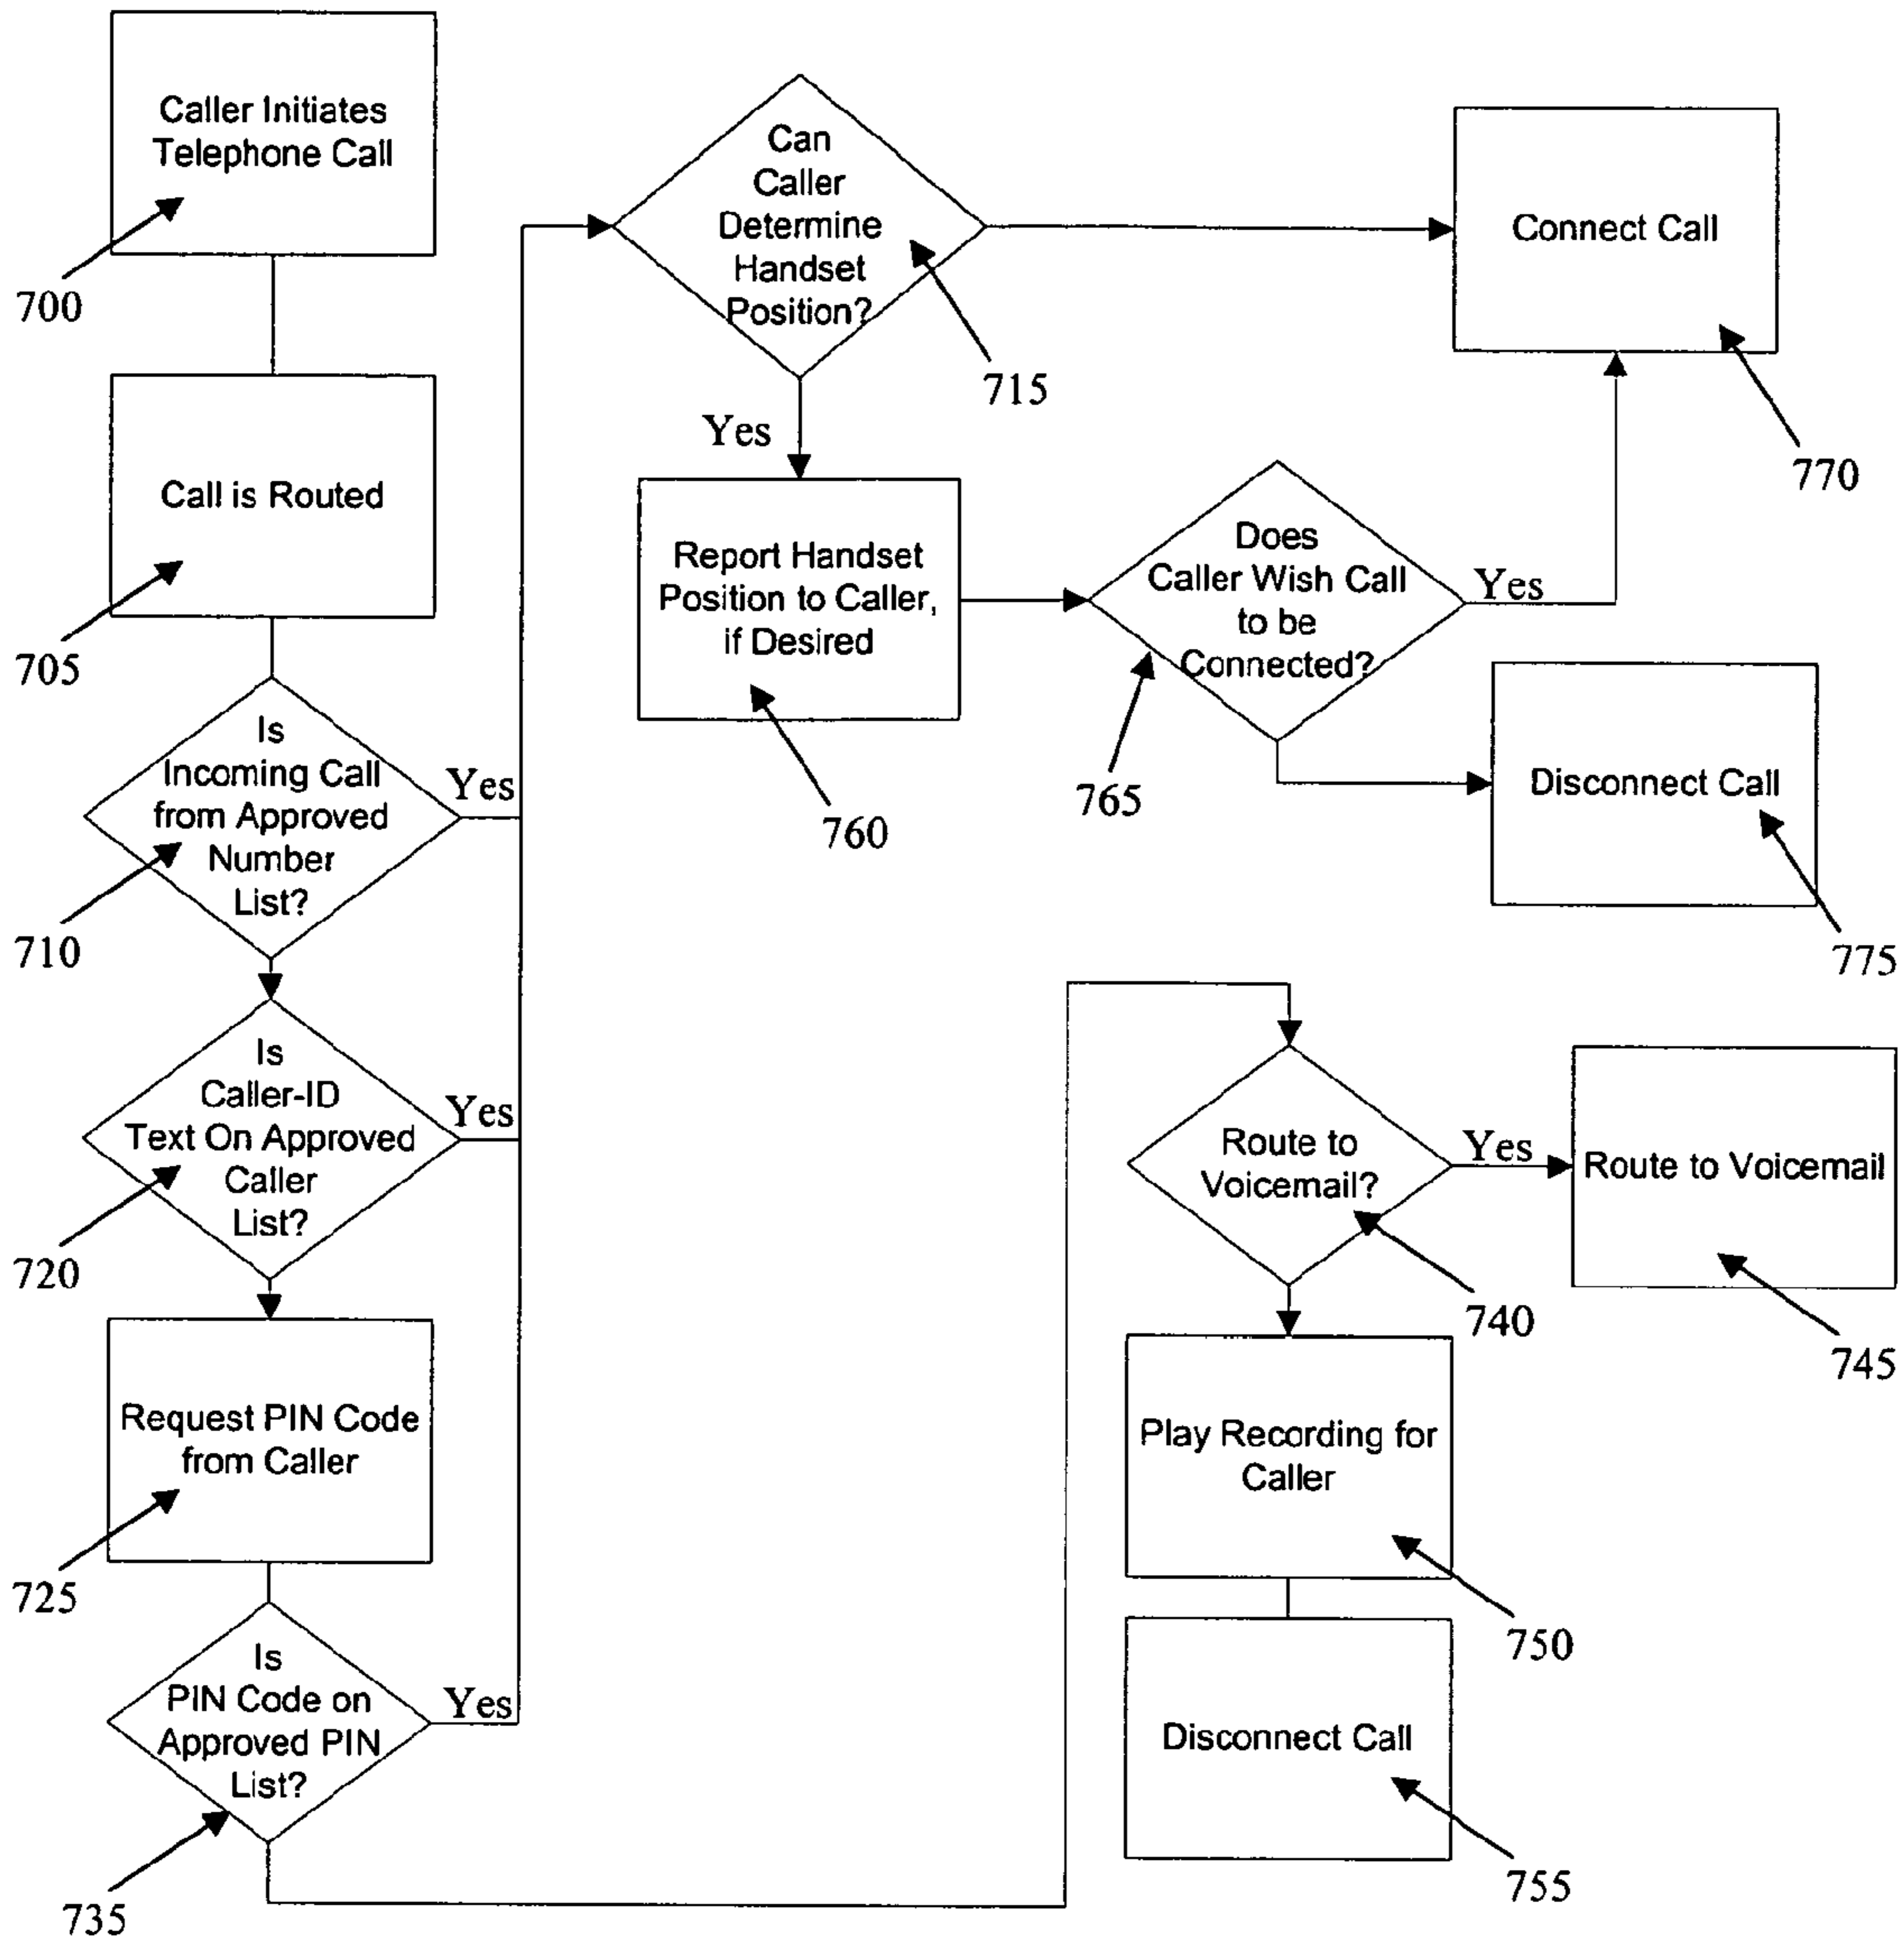 Caller Initiates
Telephone Call
700
Call is Routed
705
Is
Incoming Call
from Approved
Number
List?
Yes
710
Is
Caller-ID
Text On Approved
Caller
List?
Yes
720
Request PIN Code
from Caller
725
Is
PIN Code on
Approved PIN
List?
Yes
735
Can
Caller
Determine
Handset
Position?
715
Yes
Connect Call
770
Report Handset
Position to Caller,
if Desired
760
Does
Caller Wish Call
to be
Connected?
Yes
765
Disconnect Call
775
Route to
Voicemail?
Yes
740
Route to Voicemail
745
Play Recording for
Caller
750
Disconnect Call
755